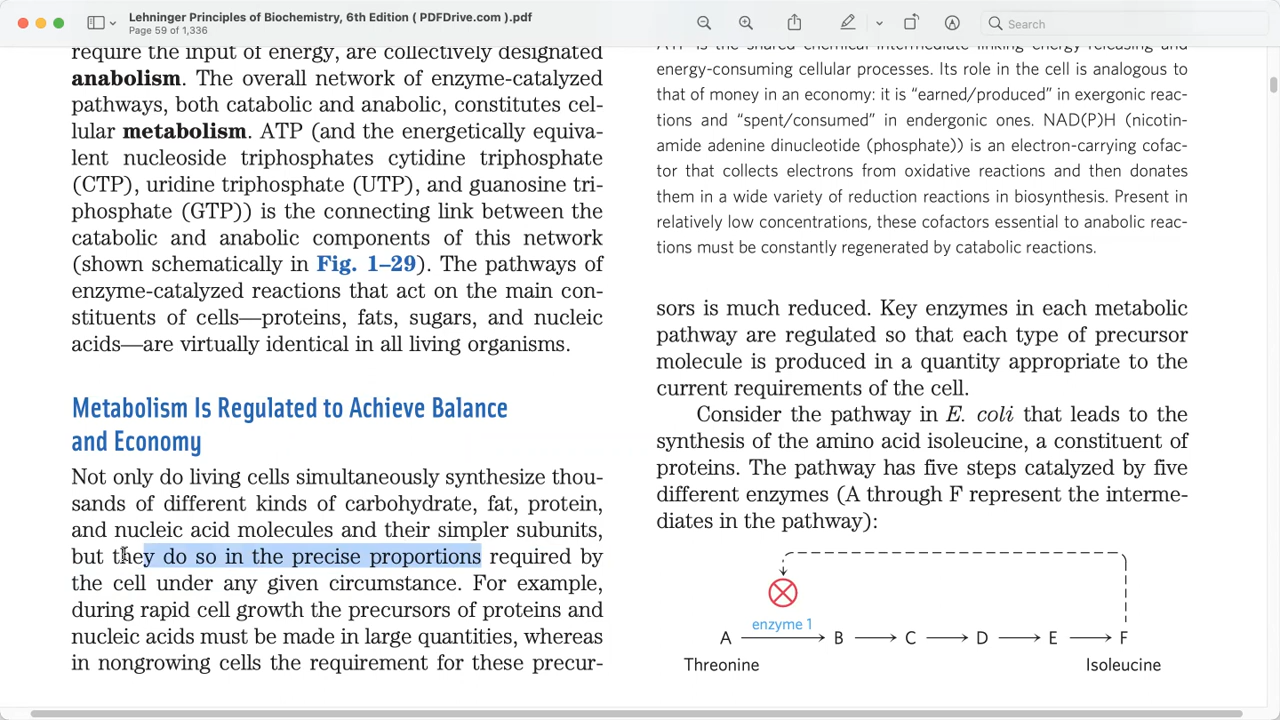 Lehninger Principles of Biochemistry, 6th Edition ( PDFDrive.com ).pdf
Page 59 of 1,336
Search
require the input of energy, are collectively designated
anabolism. The overall network of enzyme-catalyzed
pathways, both catabolic and anabolic, constitutes cel-
lular metabolism. ATP (and the energetically equiva-
lent nucleoside triphosphates cytidine triphosphate
(CTP), uridine triphosphate (UTP), and guanosine tri-
phosphate (GTP)) is the connecting link between the
catabolic and anabolic components of this network
(shown schematically in Fig. 1–29). The pathways of
enzyme-catalyzed reactions that act on the main con-
stituents of cells—proteins, fats, sugars, and nucleic
acids—are virtually identical in all living organisms.
Metabolism Is Regulated to Achieve Balance
and Economy
Not only do living cells simultaneously synthesize thou-
sands of different kinds of carbohydrate, fat, protein,
and nucleic acid molecules and their simpler subunits,
but they do so in the precise proportions required by
the cell under any given circumstance. For example,
during rapid cell growth the precursors of proteins and
nucleic acids must be made in large quantities, whereas
in nongrowing cells the requirement for these precur-
ATP is the shared chemical intermediate linking energy-releasing and
energy-consuming cellular processes. Its role in the cell is analogous to
that of money in an economy: it is “earned/produced” in exergonic reac-
tions and “spent/consumed” in endergonic ones. NAD(P)H (nicotin-
amide adenine dinucleotide (phosphate)) is an electron-carrying cofac-
tor that collects electrons from oxidative reactions and then donates
them in a wide variety of reduction reactions in biosynthesis. Present in
relatively low concentrations, these cofactors essential to anabolic reac-
tions must be constantly regenerated by catabolic reactions.
sors is much reduced. Key enzymes in each metabolic
pathway are regulated so that each type of precursor
molecule is produced in a quantity appropriate to the
current requirements of the cell.
Consider the pathway in E. coli that leads to the
synthesis of the amino acid isoleucine, a constituent of
proteins. The pathway has five steps catalyzed by five
different enzymes (A through F represent the interme-
diates in the pathway):
enzyme 1
A B C D E F
Threonine Isoleucine